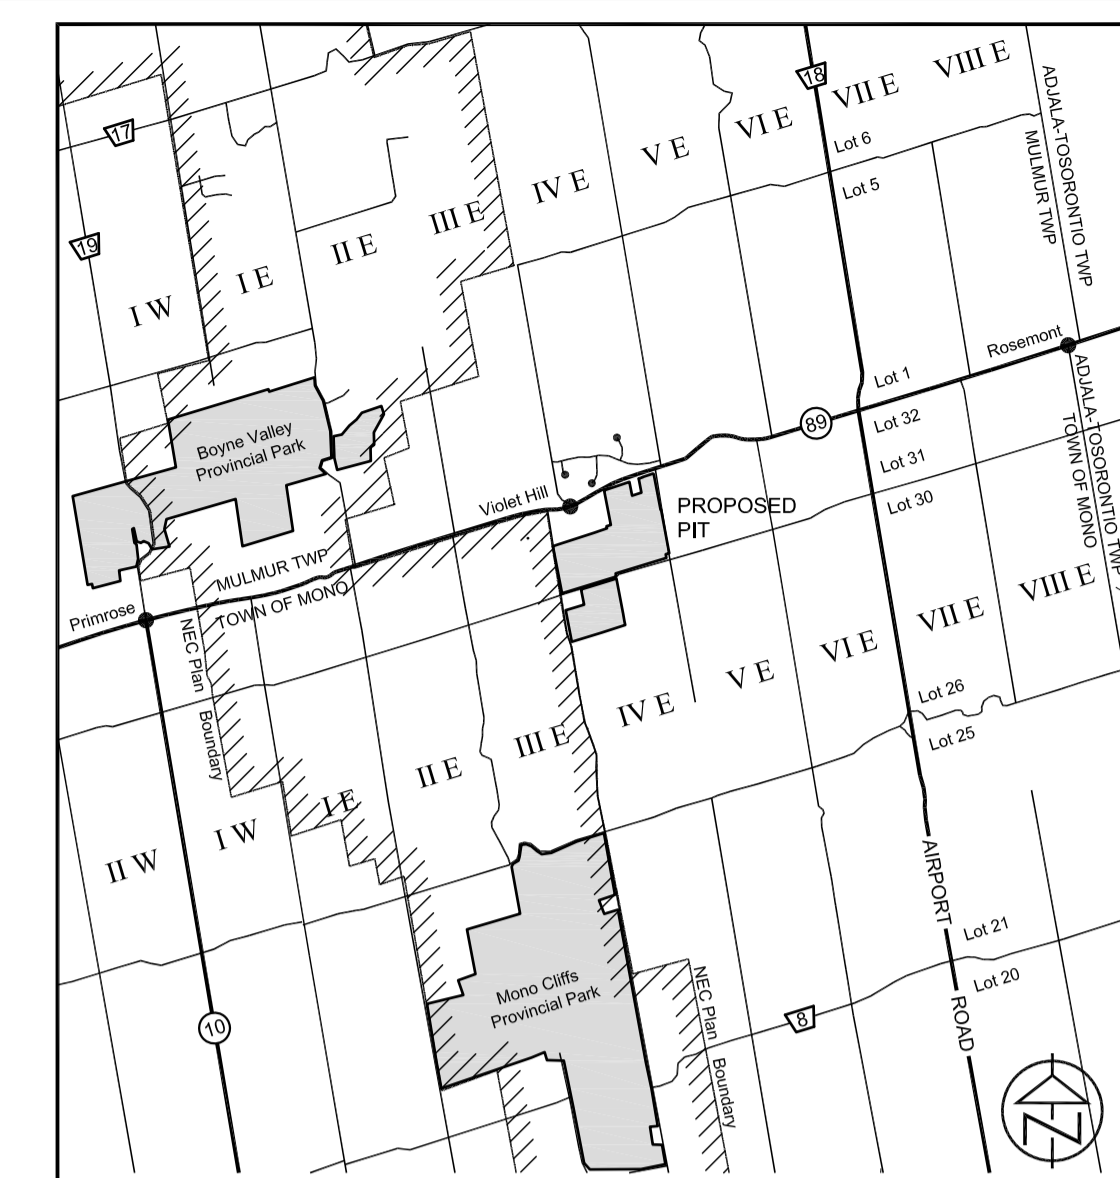 18
VIII E
VII E
VI E
V E
IV E
III E
II E
I E
I W
17
19
Lot 6
Lot 5
ADJALA-TOSORONTIO TWP
MULMUR TWP
Rosemont
Lot 1
89
Lot 32
Lot 31
Lot 30
ADJALA-TOSORONTIO TWP
TOWN OF MONO
Boyne Valley
Provincial Park
Violet Hill
PROPOSED
PIT
MULMUR TWP
TOWN OF MONO
Primrose
NEC Plan
Boundary
VIII E
VII E
VI E
V E
IV E
III E
II E
I E
I W
II W
Lot 26
Lot 25
AIRPORT
ROAD
Lot 21
Lot 20
Mono Cliffs
Provincial Park
NEC Plan
Boundary
8
10
N